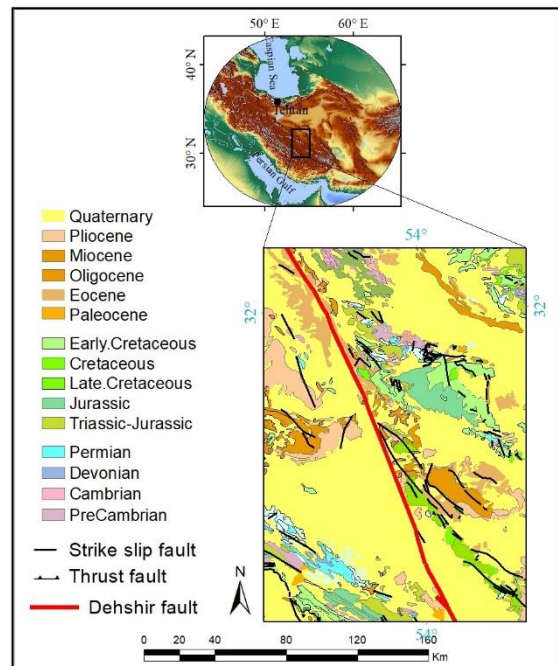 50° E 60° E
40° N
30° N
Caspian Sea
Tehran
Persian Gulf
Quaternary
Pliocene
Miocene
Oligocene
Eocene
Paleocene
Early.Cretaceous
Cretaceous
Late.Cretaceous
Jurassic
Triassic-Jurassic
Permian
Devonian
Cambrian
PreCambrian
Strike slip fault
Thrust fault
Dehshir fault
N
54°
32° 32°
54°
0 20 40 80 120 160
Km